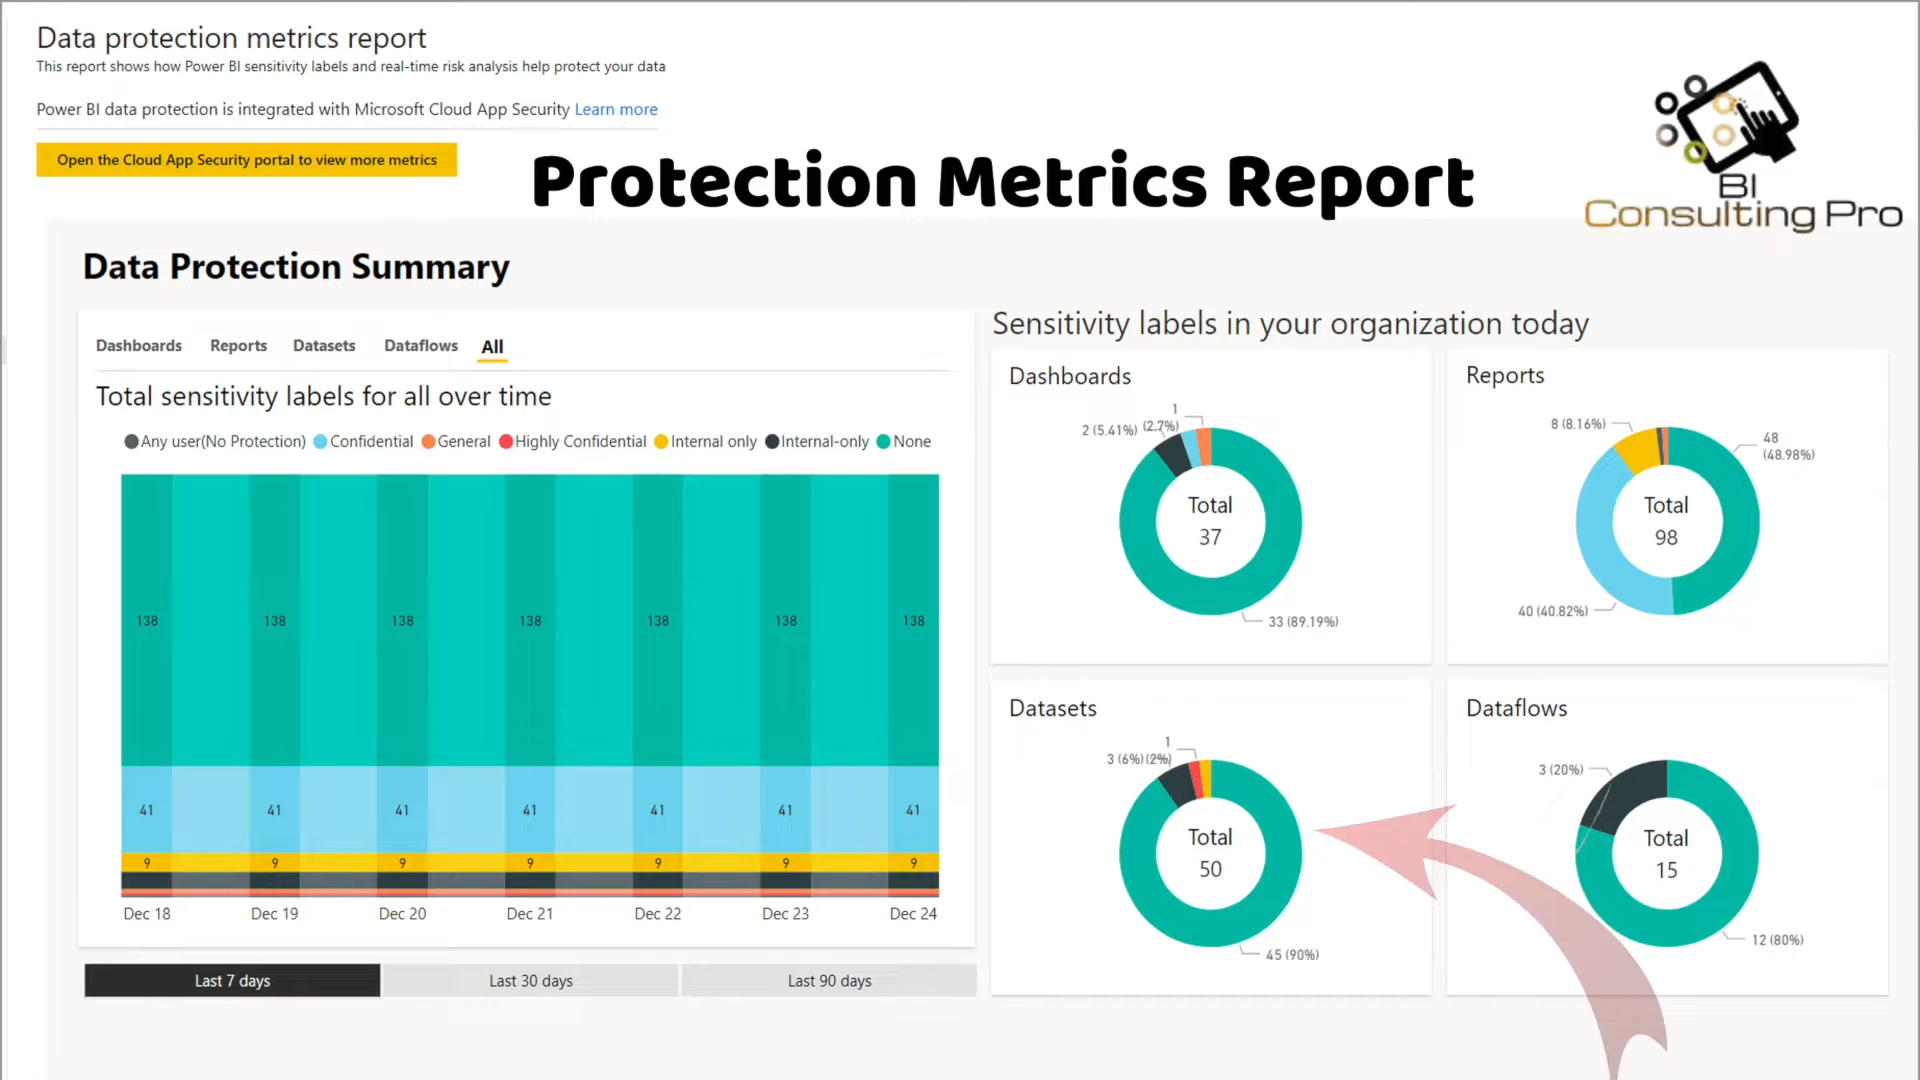 Data protection metrics report
This report shows how Power BI sensitivity labels and real-time risk analysis help protect your data
Power BI data protection is integrated with Microsoft Cloud App Security Learn more
Open the Cloud App Security portal to view more metrics
Protection Metrics Report
BI
Consulting Pro
Data Protection Summary
Dashboards Reports Datasets Dataflows All
Total sensitivity labels for all over time
Any user(No Protection) Confidential General Highly Confidential Internal only Internal-only None
138 138 138 138 138 138 138
41 41 41 41 41 41 41
9 9 9 9 9 9 9
Dec 18 Dec 19 Dec 20 Dec 21 Dec 22 Dec 23 Dec 24
Last 7 days Last 30 days Last 90 days
Sensitivity labels in your organization today
Dashboards
1
2 (5.41%) (2.7%)
Total
37
33 (89.19%)
Reports
8 (8.16%)
48
(48.98%)
Total
98
40 (40.82%)
Datasets
1
3 (6%) (2%)
Total
50
45 (90%)
Dataflows
3 (20%)
Total
15
12 (80%)